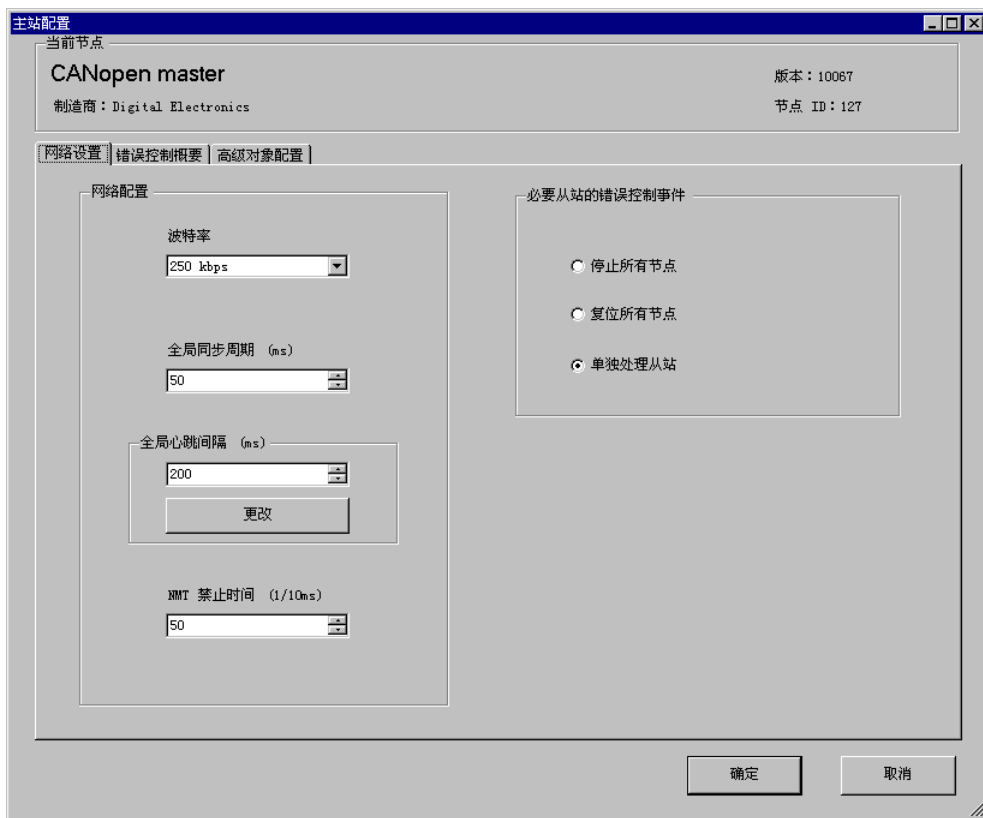 主站配置
当前节点
CANopen master
版本：10067
制造商：Digital Electronics
节点 ID：127
网络设置 错误控制概要 高级对象配置
网络配置
必要从站的错误控制事件
波特率
250 kbps
停止所有节点
复位所有节点
全局同步周期 (ms)
单独处理从站
50
全局心跳间隔 (ms)
200
更改
NMT 禁止时间 (1/10ms)
50
确定 取消